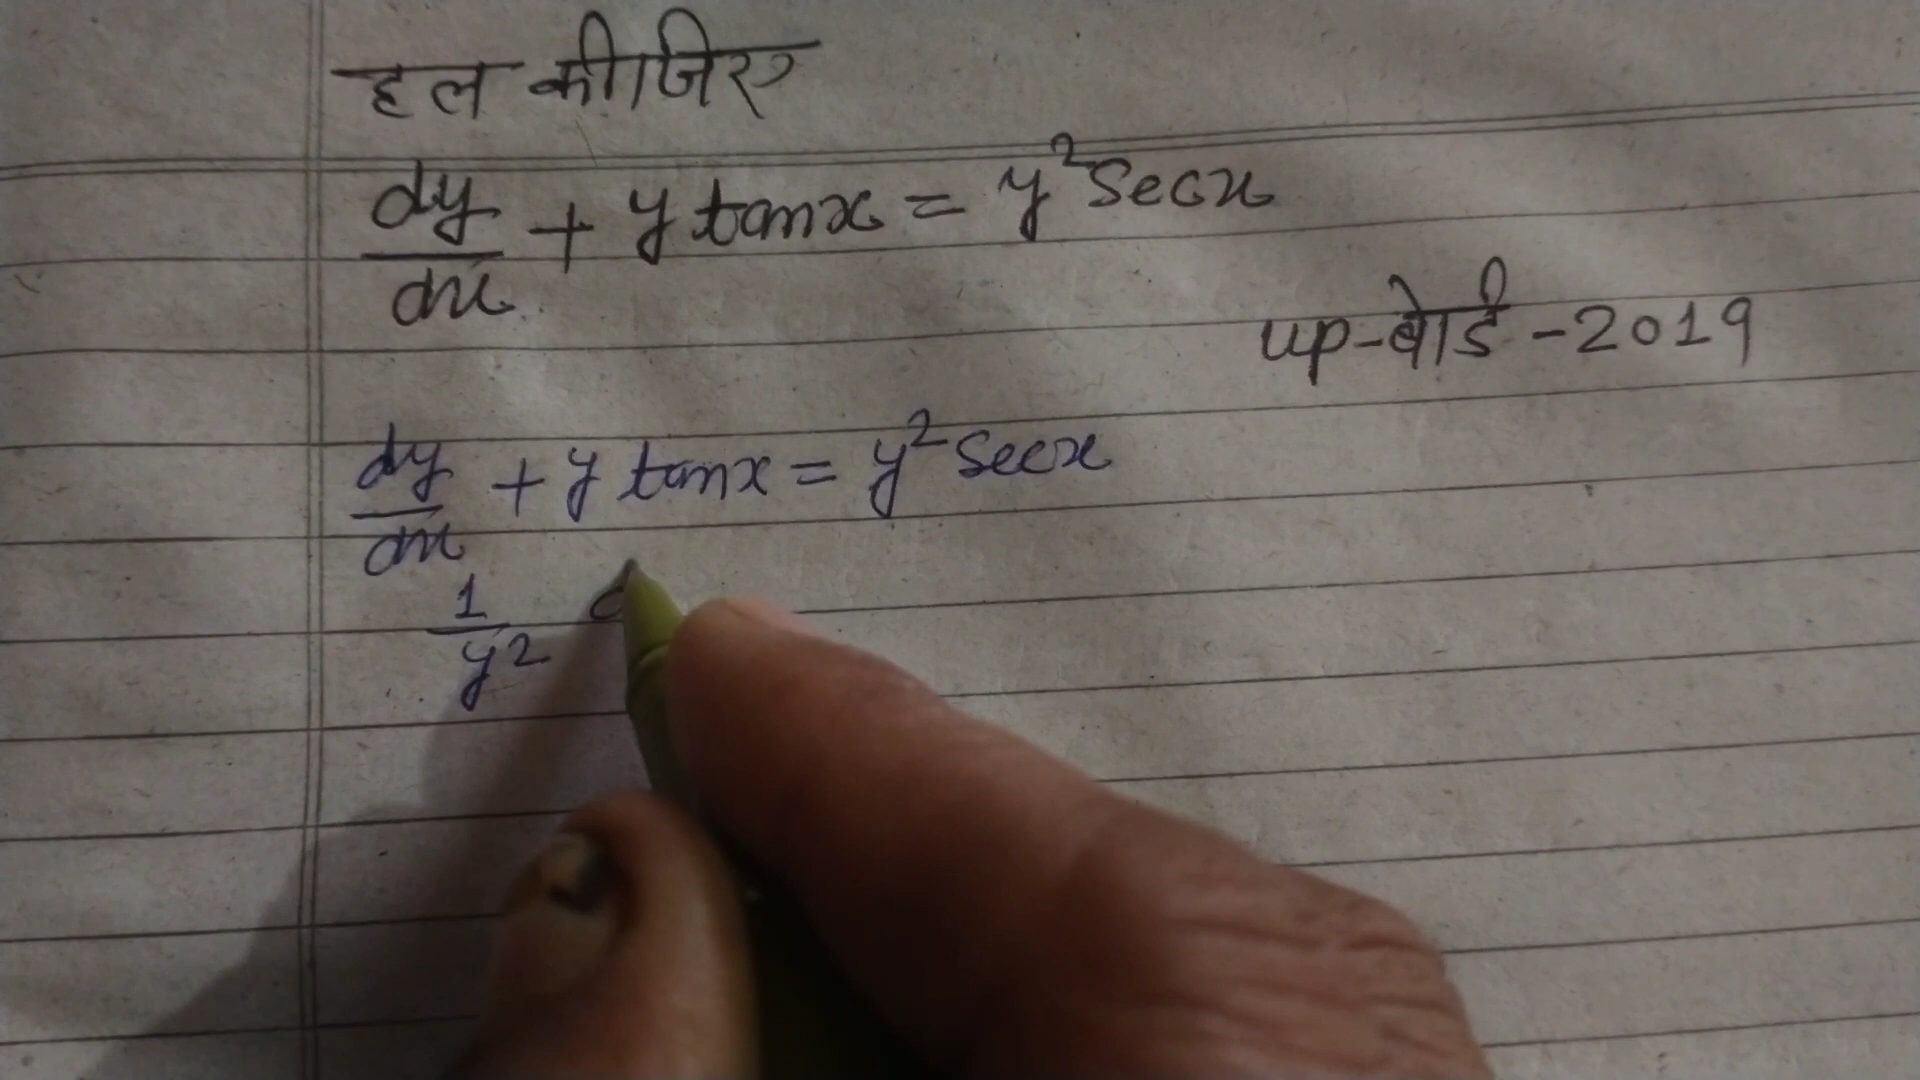 हल कीजिए
dy/dx + y tanx = y² secx
up-बोर्ड - 2019
dy/dx + y tanx = y² secx
1/y²